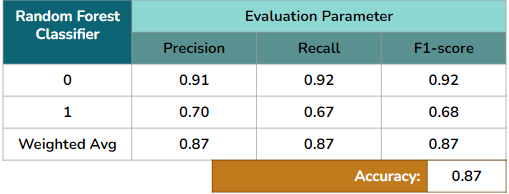 Random Forest Classifier Evaluation Parameter
Precision Recall F1-score
0 0.91 0.92 0.92
1 0.70 0.67 0.68
Weighted Avg 0.87 0.87 0.87
Accuracy: 0.87